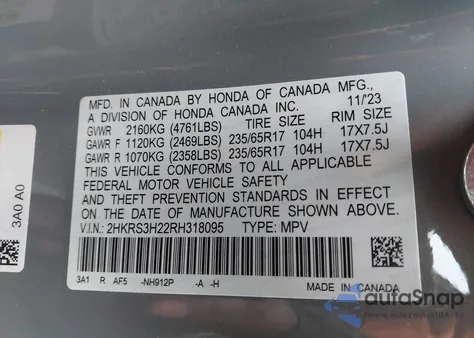 MFD. IN CANADA BY HONDA OF CANADA MFG.,
A DIVISION OF HONDA CANADA INC. 11/'23
GVWR 2160KG (4761LBS) TIRE SIZE RIM SIZE
GAWR F 1120KG (2469LBS) 235/65R17 104H 17X7.5J
GAWR R 1070KG (2358LBS) 235/65R17 104H 17X7.5J
THIS VEHICLE CONFORMS TO ALL APPLICABLE
FEDERAL MOTOR VEHICLE SAFETY
AND THEFT PREVENTION STANDARDS IN EFFECT
ON THE DATE OF MANUFACTURE SHOWN ABOVE.
V.I.N.: 2HKRS3H22RH318095 TYPE: MPV
3A1 R AF5 -NH912P -A -H MADE IN CANADA
3A0 A0
autaSnap